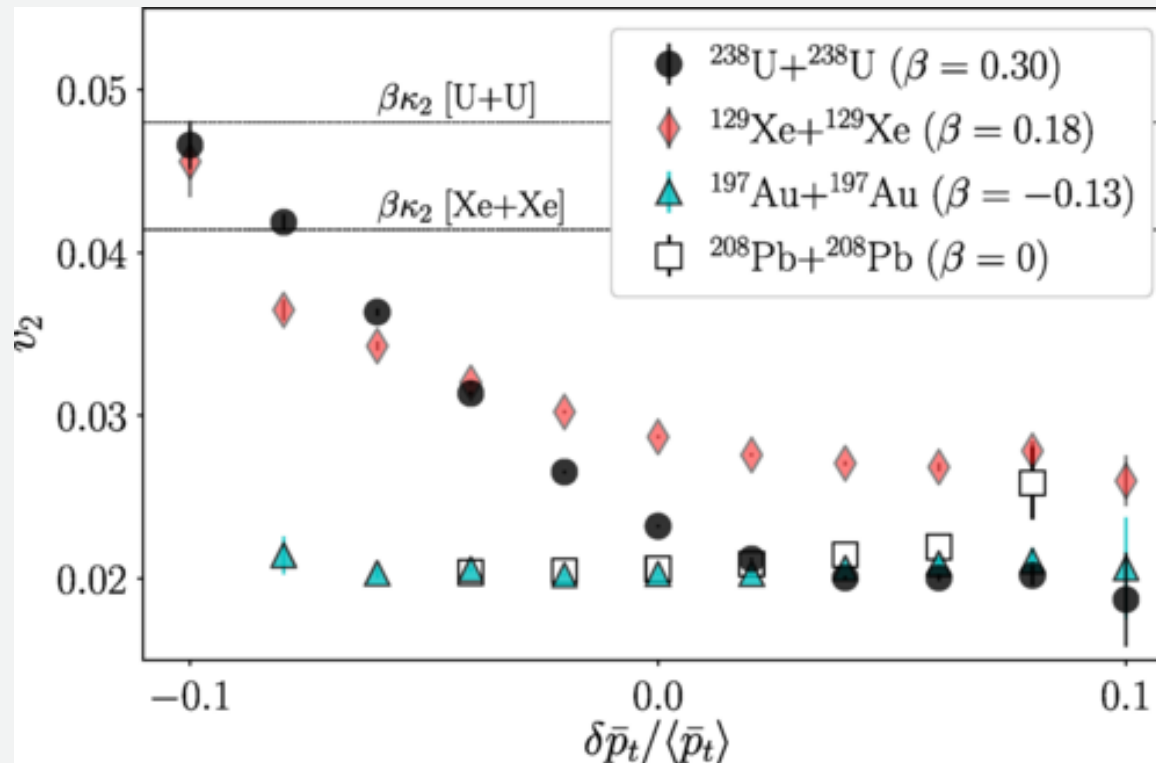 ²³⁸U+²³⁸U (β = 0.30)
¹²⁹Xe+¹²⁹Xe (β = 0.18)
¹⁹⁷Au+¹⁹⁷Au (β = −0.13)
²⁰⁸Pb+²⁰⁸Pb (β = 0)
βκ₂ [U+U]
βκ₂ [Xe+Xe]
0.05
0.04
0.03
0.02
v₂
−0.1
0.0
0.1
δp̄ₜ/⟨p̄ₜ⟩